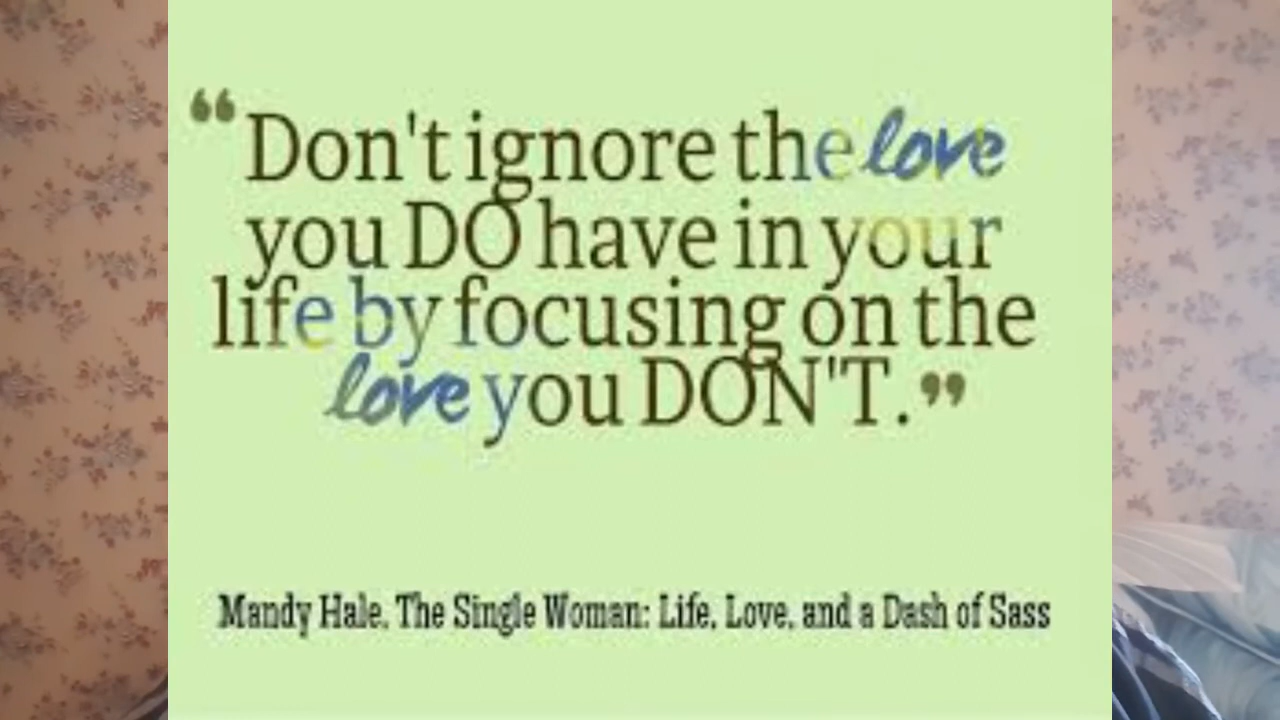 “Don't ignore the love
you DO have in your
life by focusing on the
love you DON'T.”
Mandy Hale, The Single Woman: Life, Love, and a Dash of Sass